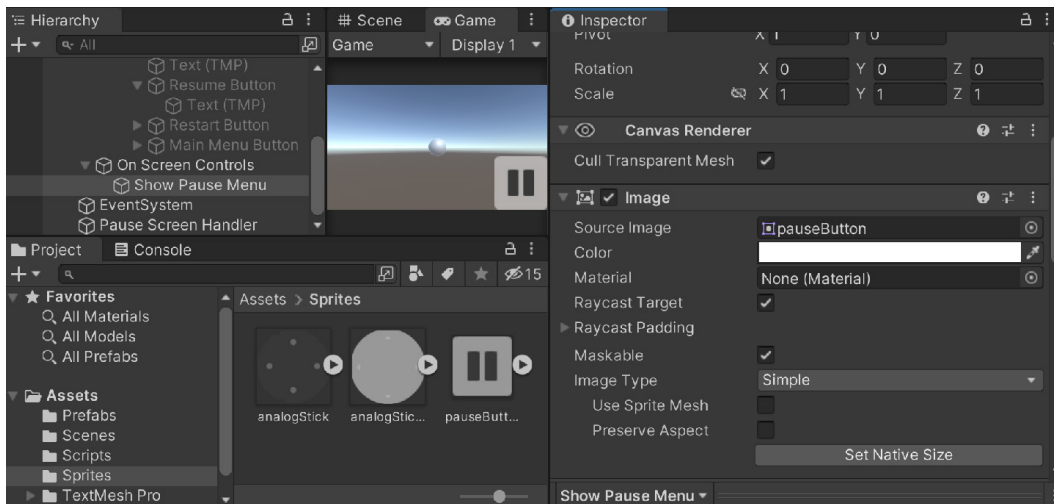 Hierarchy
All
Text (TMP)
Resume Button
Text (TMP)
Restart Button
Main Menu Button
On Screen Controls
Show Pause Menu
EventSystem
Pause Screen Handler
Scene
Game
Game
Display 1
Project
Console
15
Favorites
All Materials
All Models
All Prefabs
Assets
Prefabs
Scenes
Scripts
Sprites
TextMesh Pro
Assets > Sprites
analogStick
analogStic...
pauseButt...
Inspector
Pivot X 1 Y 0
Rotation X 0 Y 0 Z 0
Scale X 1 Y 1 Z 1
Canvas Renderer
Cull Transparent Mesh
Image
Source Image pauseButton
Color
Material None (Material)
Raycast Target
Raycast Padding
Maskable
Image Type Simple
Use Sprite Mesh
Preserve Aspect
Set Native Size
Show Pause Menu